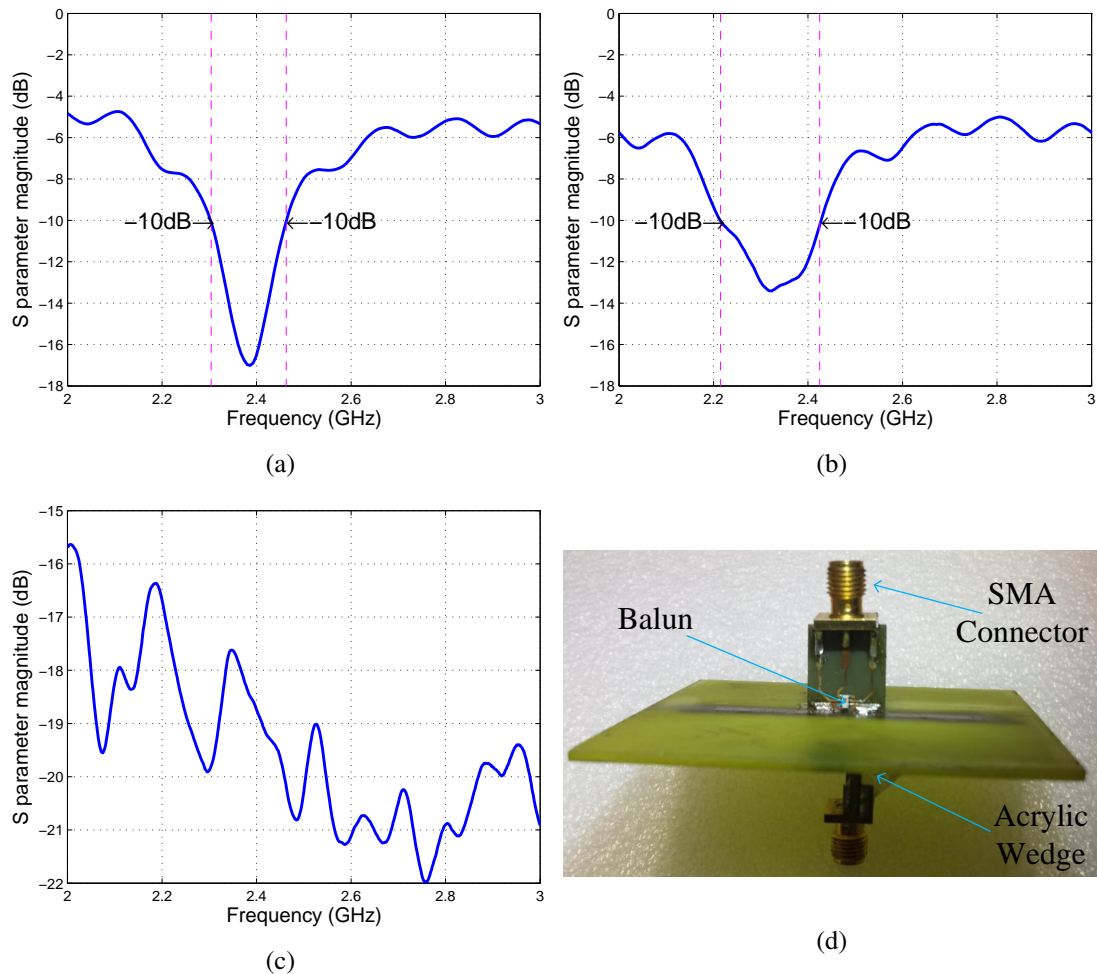 0
−2
−4
−6
−8
−10
−12
−14
−16
−18
S parameter magnitude (dB)
−10dB→
←−10dB
2 2.2 2.4 2.6 2.8 3
Frequency (GHz)
(a)
0
−2
−4
−6
−8
−10
−12
−14
−16
−18
S parameter magnitude (dB)
−10dB→
←−10dB
2 2.2 2.4 2.6 2.8 3
Frequency (GHz)
(b)
−15
−16
−17
−18
−19
−20
−21
−22
S parameter magnitude (dB)
2 2.2 2.4 2.6 2.8 3
Frequency (GHz)
(c)
Balun
SMA
Connector
Acrylic
Wedge
(d)